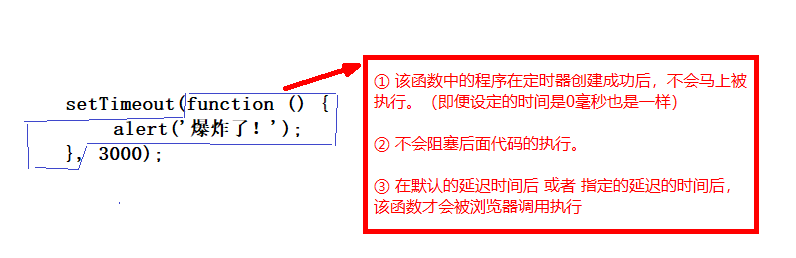 setTimeout(function () {
alert('爆炸了!');
}, 3000);
① 该函数中的程序在定时器创建成功后，不会马上被
执行。（即便设定的时间是0毫秒也是一样）
② 不会阻塞后面代码的执行。
③ 在默认的延迟时间后 或者 指定的延迟的时间后，
该函数才会被浏览器调用执行